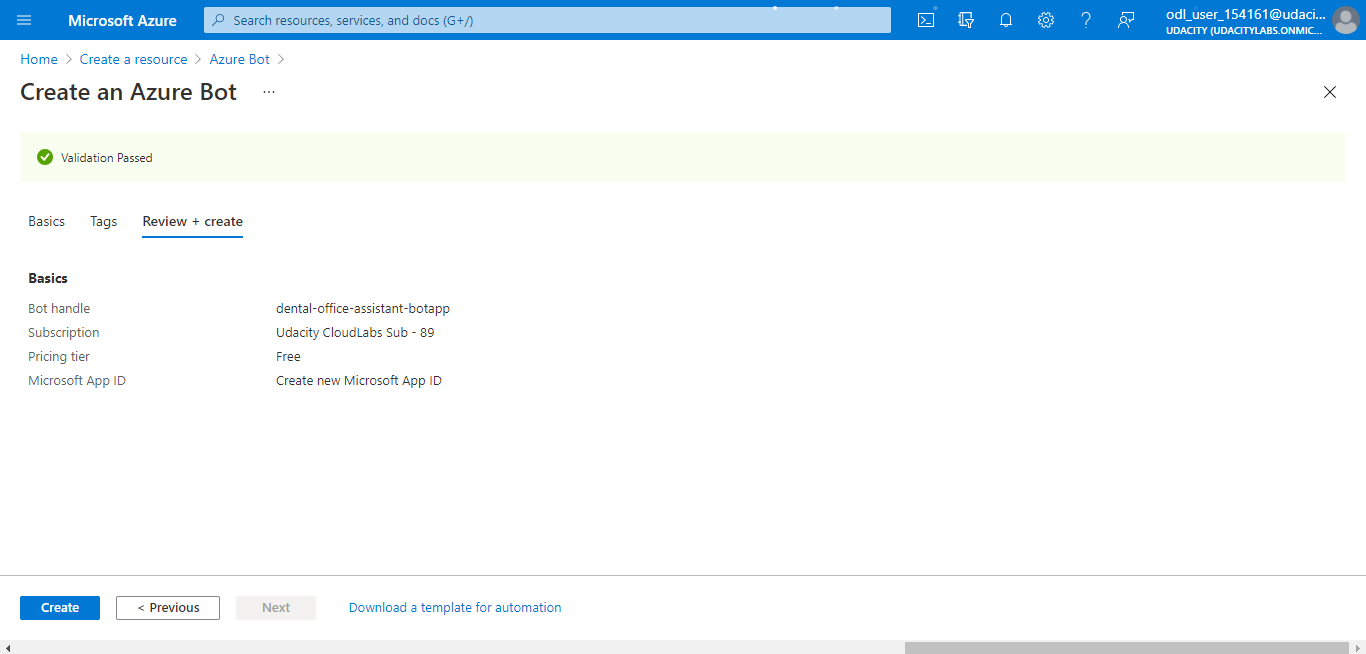 Microsoft Azure
Search resources, services, and docs (G+/)
odl_user_154161@udaci...
UDACITY (UDACITYLABS.ONMIC...
Home > Create a resource > Azure Bot >
Create an Azure Bot ...
Validation Passed
Basics Tags Review + create
Basics
Bot handle dental-office-assistant-botapp
Subscription Udacity CloudLabs Sub - 89
Pricing tier Free
Microsoft App ID Create new Microsoft App ID
Create < Previous Next Download a template for automation